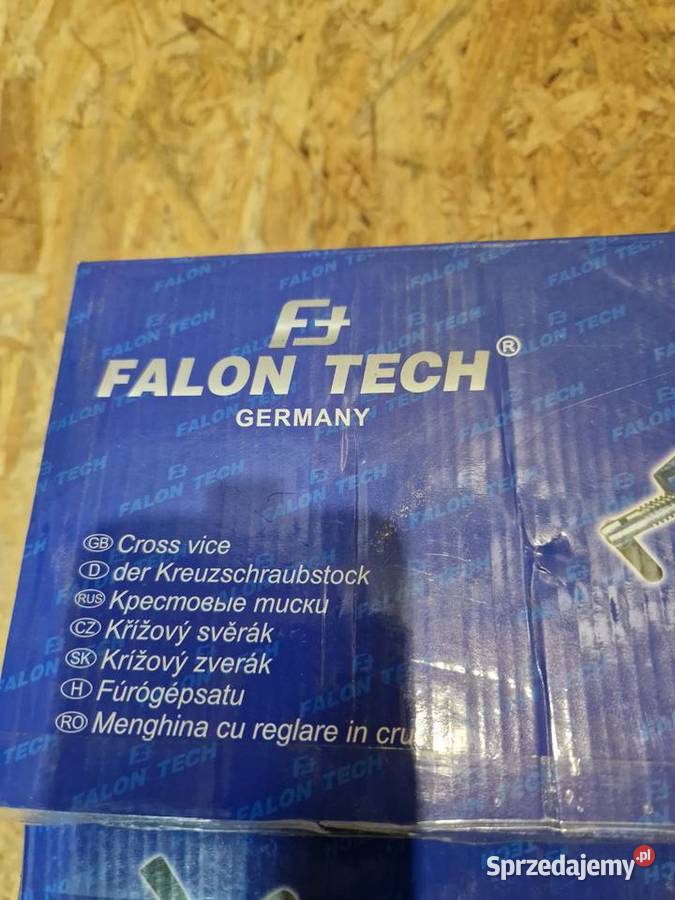 FALON TECH ®
GERMANY
GB Cross vice
D der Kreuzschraubstock
RUS Крестовые тиски
CZ Křížový svěrák
SK Krížový zverák
H Fúrógépsatu
RO Menghina cu reglare in
Sprzedajemy.pl